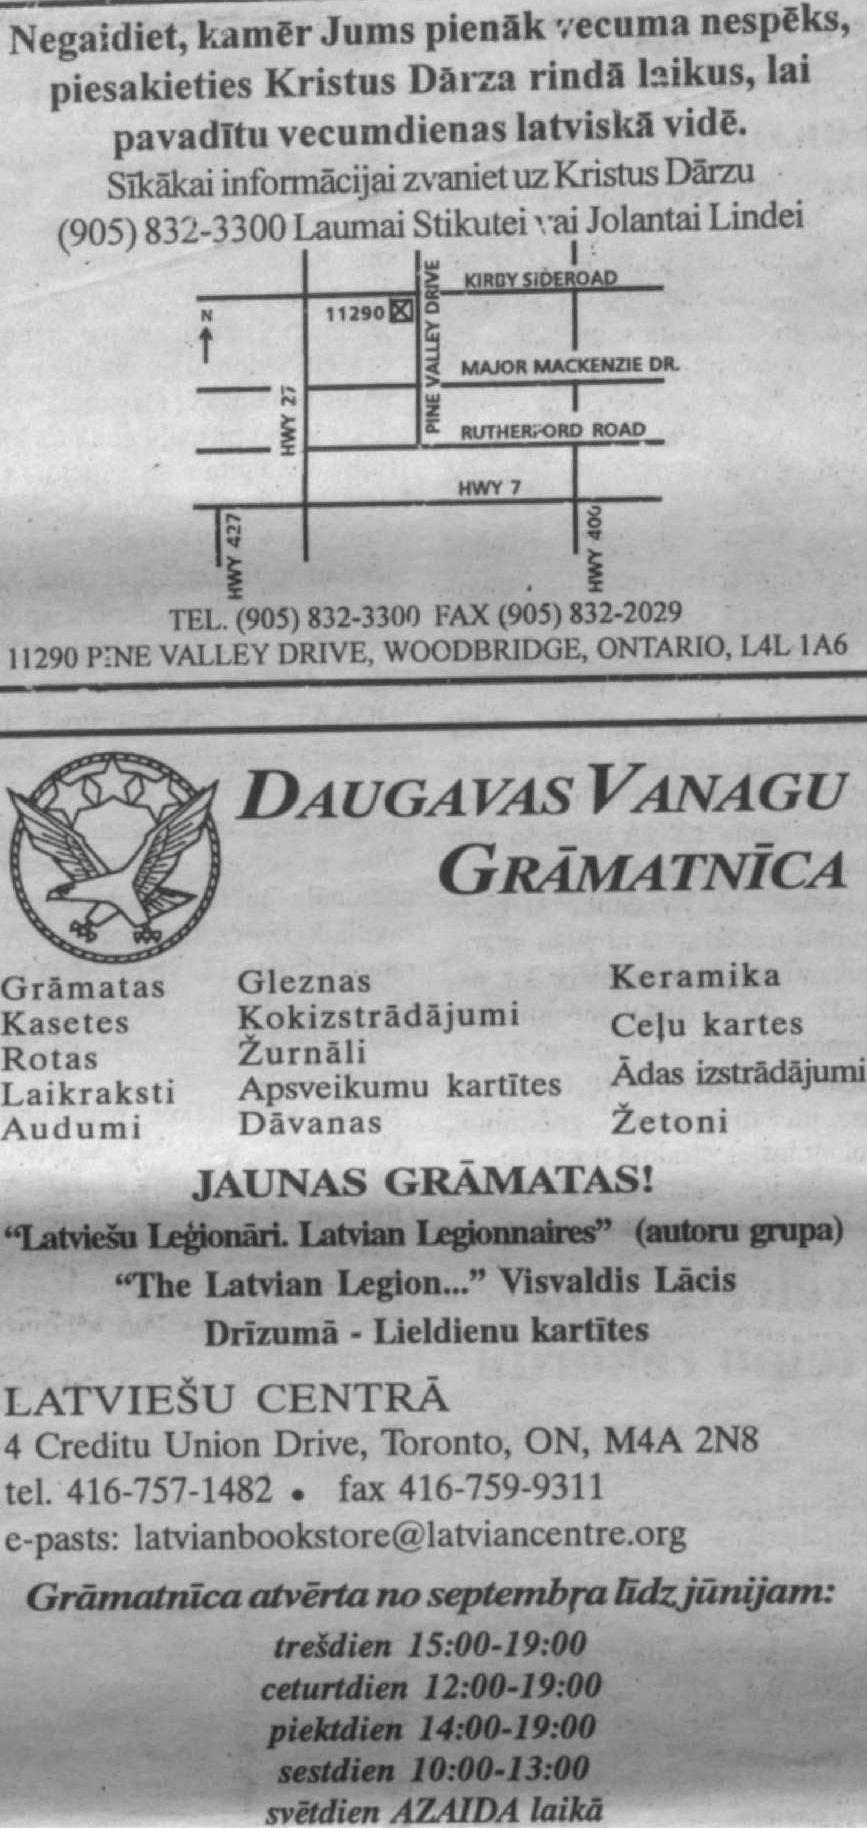 Negaidiet, kamēr Jums pienāk vecuma nespēks,
piesakieties Kristus Dārza rindā laikus, lai
pavadītu vecumdienas latviskā vidē.
Sīkākai informācijai zvaniet uz Kristus Dārzu
(905) 832-3300 Laumai Stikutei vai Jolantai Lindei
KIRBY SIDEROAD
N
11290
PINE VALLEY DRIVE
MAJOR MACKENZIE DR.
HWY 27
RUTHERFORD ROAD
HWY 7
HWY 427
HWY 400
TEL. (905) 832-3300 FAX (905) 832-2029
11290 PINE VALLEY DRIVE, WOODBRIDGE, ONTARIO, L4L 1A6
DAUGAVAS VANAGU
GRĀMATNĪCA
Grāmatas
Kasetes
Rotas
Laikraksti
Audumi
Gleznas
Kokizstrādājumi
Žurnāli
Apsveikumu kartītes
Dāvanas
Keramika
Ceļu kartes
Ādas izstrādājumi
Žetoni
JAUNAS GRĀMATAS!
“Latviešu Leģionāri. Latvian Legionnaires” (autoru grupa)
“The Latvian Legion...” Visvaldis Lācis
Drīzumā - Lieldienu kartītes
LATVIEŠU CENTRĀ
4 Creditu Union Drive, Toronto, ON, M4A 2N8
tel. 416-757-1482 • fax 416-759-9311
e-pasts: latvianbookstore@latviancentre.org
Grāmatnīca atvērta no septembŗa līdz jūnijam:
trešdien 15:00-19:00
ceturtdien 12:00-19:00
piektdien 14:00-19:00
sestdien 10:00-13:00
svētdien AZAIDA laikā